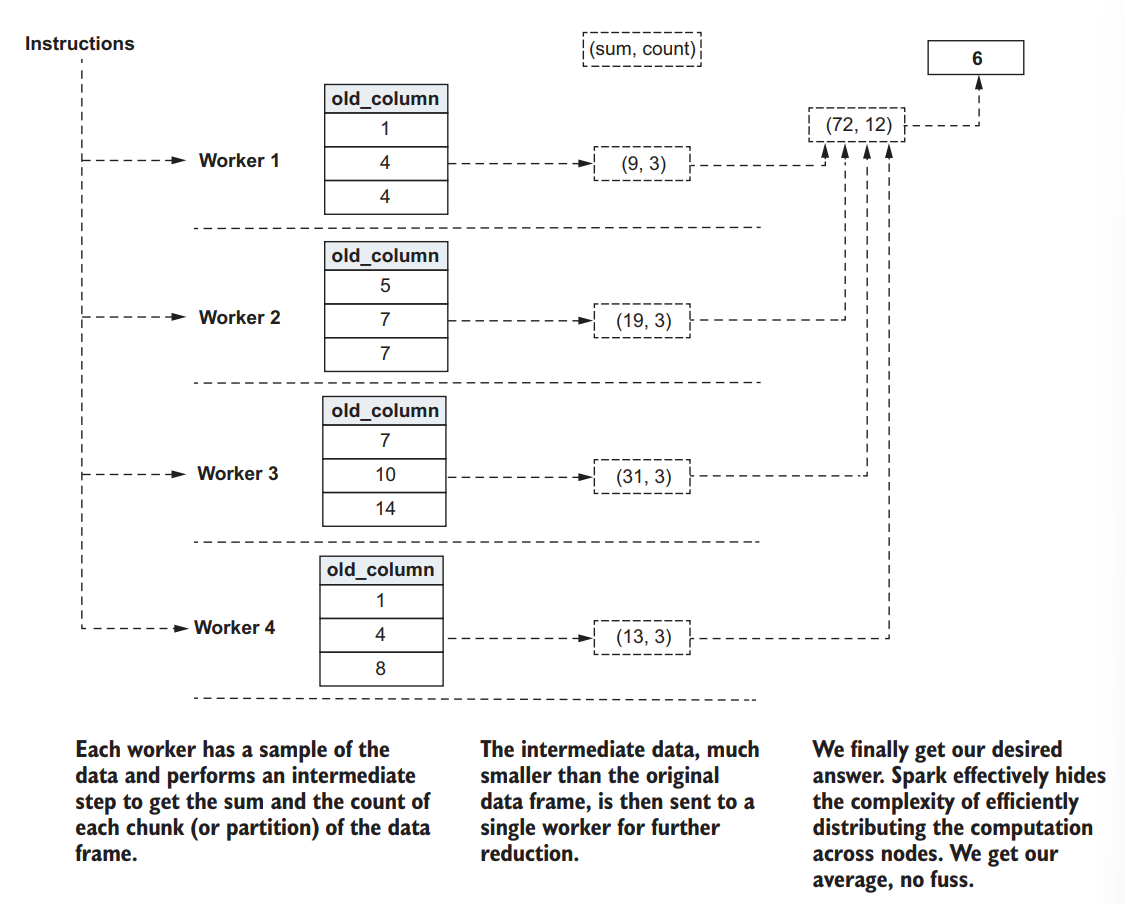 Instructions
(sum, count)
6
old_column
1
4
4
Worker 1
(9, 3)
(72, 12)
old_column
5
7
7
Worker 2
(19, 3)
old_column
7
10
14
Worker 3
(31, 3)
old_column
1
4
8
Worker 4
(13, 3)
Each worker has a sample of the
data and performs an intermediate
step to get the sum and the count of
each chunk (or partition) of the data
frame.
The intermediate data, much
smaller than the original
data frame, is then sent to a
single worker for further
reduction.
We finally get our desired
answer. Spark effectively hides
the complexity of efficiently
distributing the computation
across nodes. We get our
average, no fuss.